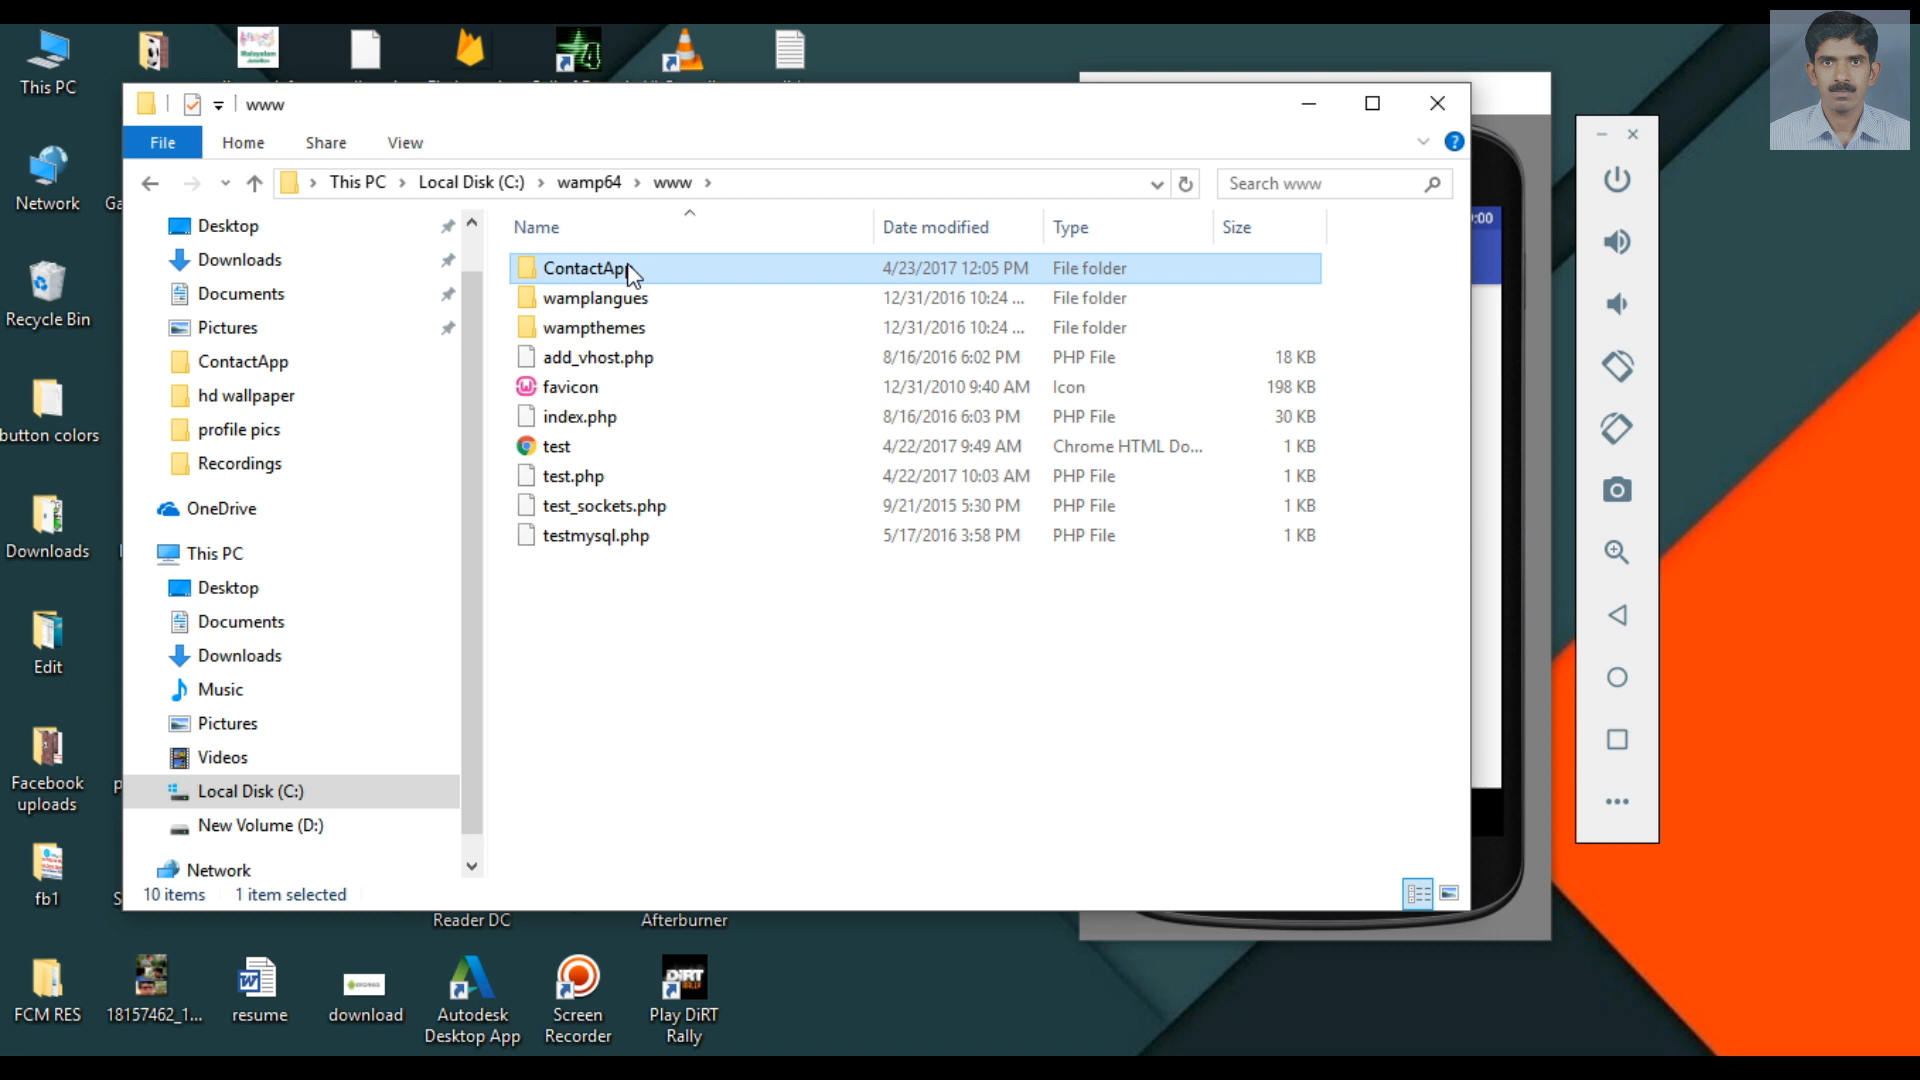 This PC
Network
Recycle Bin
button colors
Downloads
Edit
Facebook
uploads
fb1
FCM RES
18157462_1...
resume
download
Autodesk
Desktop App
Screen
Recorder
Play DiRT
Rally
Reader DC
Afterburner
www
File
Home
Share
View
This PC
Local Disk (C:)
wamp64
www
Search www
Desktop
Downloads
Documents
Pictures
ContactApp
hd wallpaper
profile pics
Recordings
OneDrive
This PC
Desktop
Documents
Downloads
Music
Pictures
Videos
Local Disk (C:)
New Volume (D:)
Network
Name Date modified Type Size
ContactApp 4/23/2017 12:05 PM File folder
wamplangues 12/31/2016 10:24 ... File folder
wampthemes 12/31/2016 10:24 ... File folder
add_vhost.php 8/16/2016 6:02 PM PHP File 18 KB
favicon 12/31/2010 9:40 AM Icon 198 KB
index.php 8/16/2016 6:03 PM PHP File 30 KB
test 4/22/2017 9:49 AM Chrome HTML Do... 1 KB
test.php 4/22/2017 10:03 AM PHP File 1 KB
test_sockets.php 9/21/2015 5:30 PM PHP File 1 KB
testmysql.php 5/17/2016 3:58 PM PHP File 1 KB
10 items 1 item selected
:00